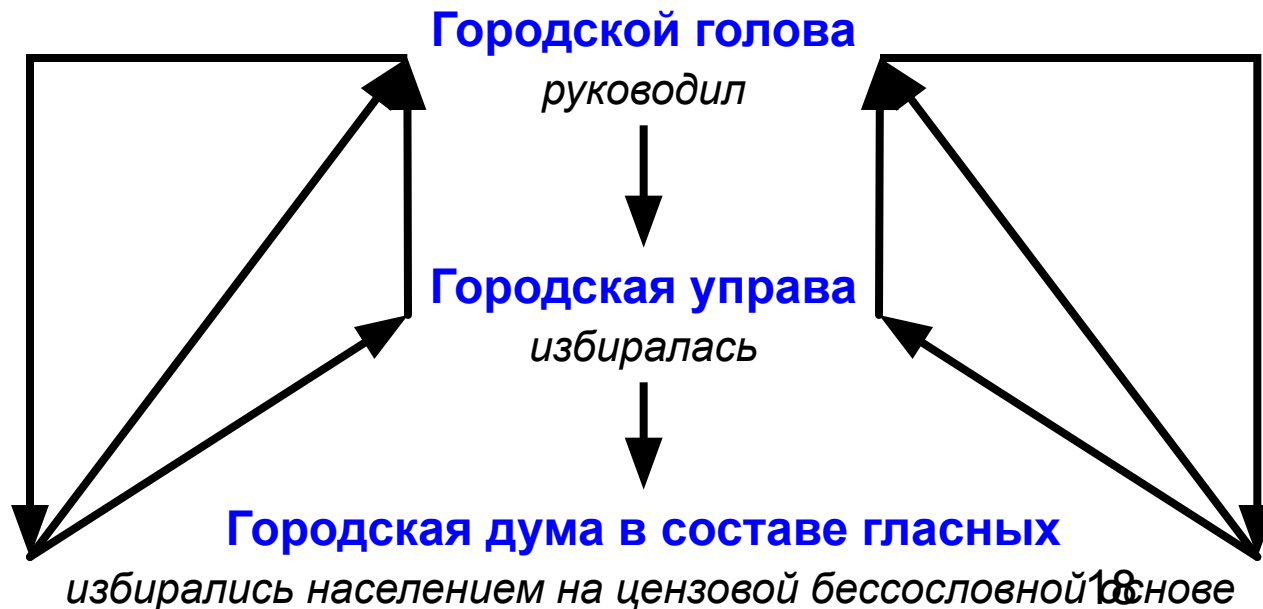 Городской голова
руководил
Городская управа
избиралась
Городская дума в составе гласных
избирались населением на цензовой бессословной основе
18